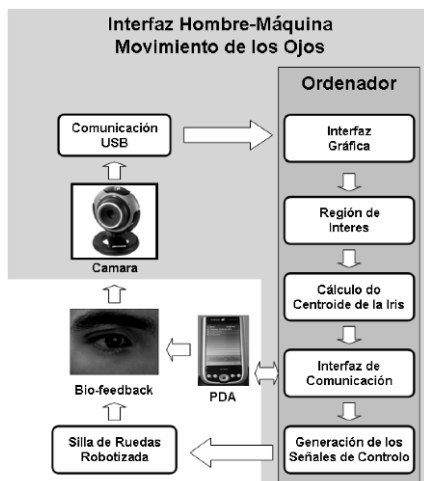 Interfaz Hombre-Máquina
Movimiento de los Ojos
Ordenador
Comunicación
USB
Interfaz
Gráfica
Región de
Interes
Camara
Cálculo do
Centroide de la Iris
Bio-feedback
PDA
Interfaz de
Comunicación
Silla de Ruedas
Robotizada
Generación de los
Señales de Controlo